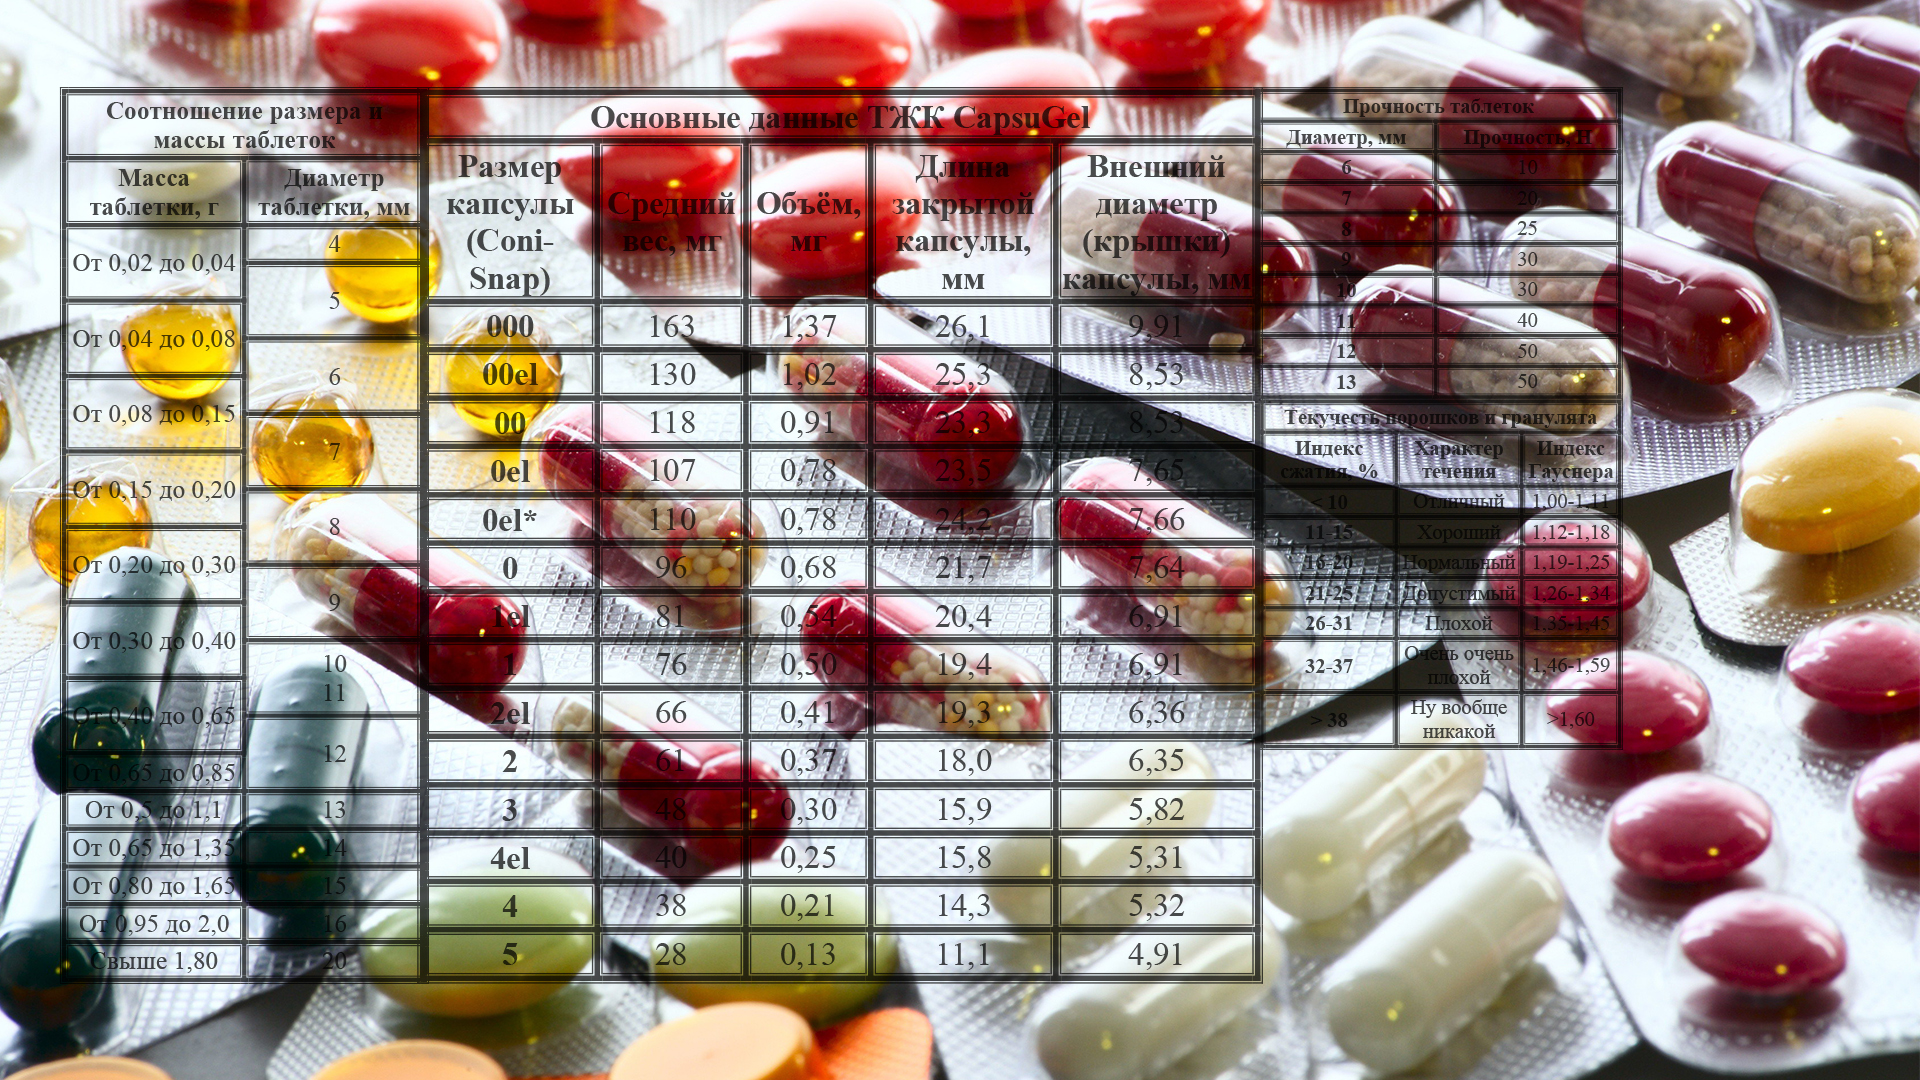 Соотношение размера и
массы таблеток
Масса
таблетки, г
Диаметр
таблетки, мм
От 0,02 до 0,04
От 0,04 до 0,08
От 0,08 до 0,15
От 0,15 до 0,20
От 0,20 до 0,30
От 0,30 до 0,40
От 0,40 до 0,65
От 0,65 до 0,85
От 0,5 до 1,1
От 0,65 до 1,35
От 0,80 до 1,65
От 0,95 до 2,0
Свыше 1,80
4
5
6
7
8
9
10
11
12
13
14
15
16
20
Основные данные ТЖК CapsuGel
Размер
капсулы
(Coni-
Snap)
Средний
вес, мг
Объём,
мг
Длина
закрытой
капсулы,
мм
Внешний
диаметр
(крышки)
капсулы, мм
000 163 1,37 26,1 9,91
00el 130 1,02 25,3 8,53
00 118 0,91 23,3 8,53
0el 107 0,78 23,5 7,65
0el* 110 0,78 24,2 7,66
0 96 0,68 21,7 7,64
1el 81 0,54 20,4 6,91
1 76 0,50 19,4 6,91
2el 66 0,41 19,3 6,36
2 61 0,37 18,0 6,35
3 48 0,30 15,9 5,82
4el 40 0,25 15,8 5,31
4 38 0,21 14,3 5,32
5 28 0,13 11,1 4,91
Прочность таблеток
Диаметр, мм Прочность, Н
6 10
7 20
8 25
9 30
10 30
11 40
12 50
13 50
Текучесть порошков и гранулята
Индекс
сжатия, %
Характер
течения
Индекс
Гауснера
< 10 Отличный 1,00-1,11
11-15 Хороший 1,12-1,18
16-20 Нормальный 1,19-1,25
21-25 Допустимый 1,26-1,34
26-31 Плохой 1,35-1,45
32-37 Очень очень
плохой 1,46-1,59
> 38 Ну вообще
никакой >1,60